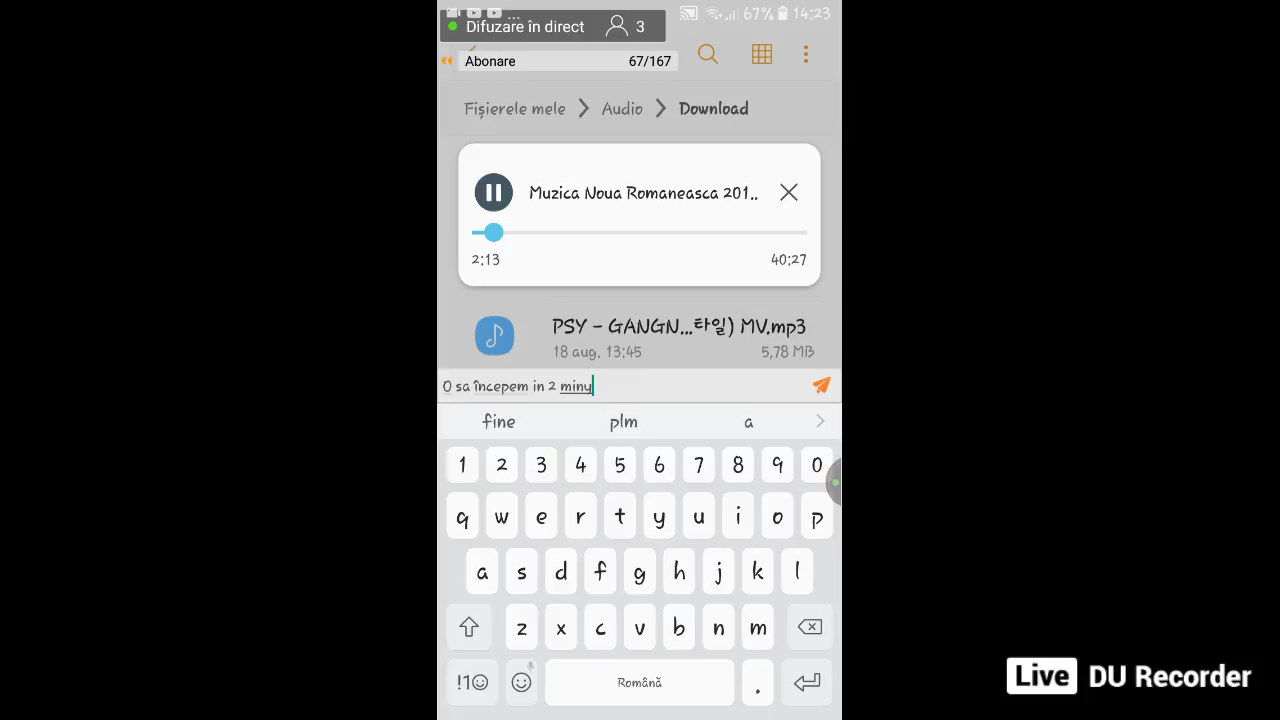 ...
67% 14:23
Difuzare în direct 3
Abonare 67/167
Fișierele mele > Audio > Download
Muzica Noua Romaneasca 201..
2:13 40:27
PSY - GANGN...타일) MV.mp3
18 aug. 13:45 5,78 MB
O sa începem in 2 miny
fine plm a >
1 2 3 4 5 6 7 8 9 0
q w e r t y u i o p
a s d f g h j k l
z x c v b n m
!1☺ Română .
Live DU Recorder